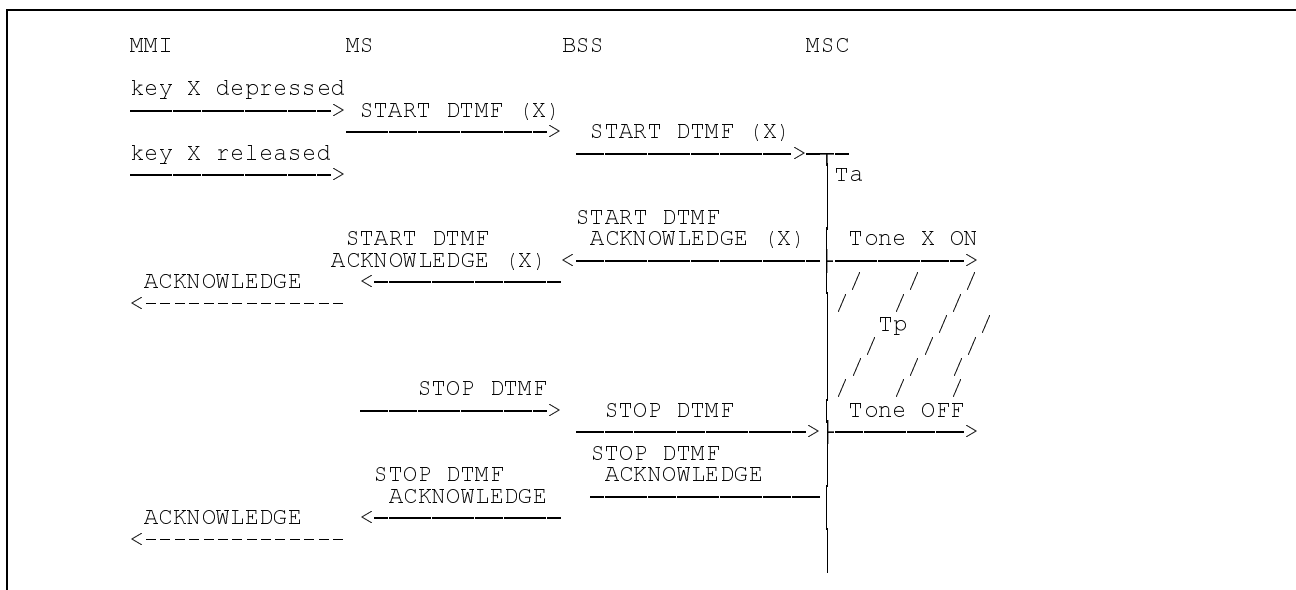 MMI MS BSS MSC
key X depressed
START DTMF (X)
START DTMF (X)
key X released
Ta
START DTMF
START DTMF ACKNOWLEDGE (X) Tone X ON
ACKNOWLEDGE (X)
ACKNOWLEDGE
Tp
STOP DTMF
STOP DTMF Tone OFF
STOP DTMF
STOP DTMF ACKNOWLEDGE
ACKNOWLEDGE
ACKNOWLEDGE